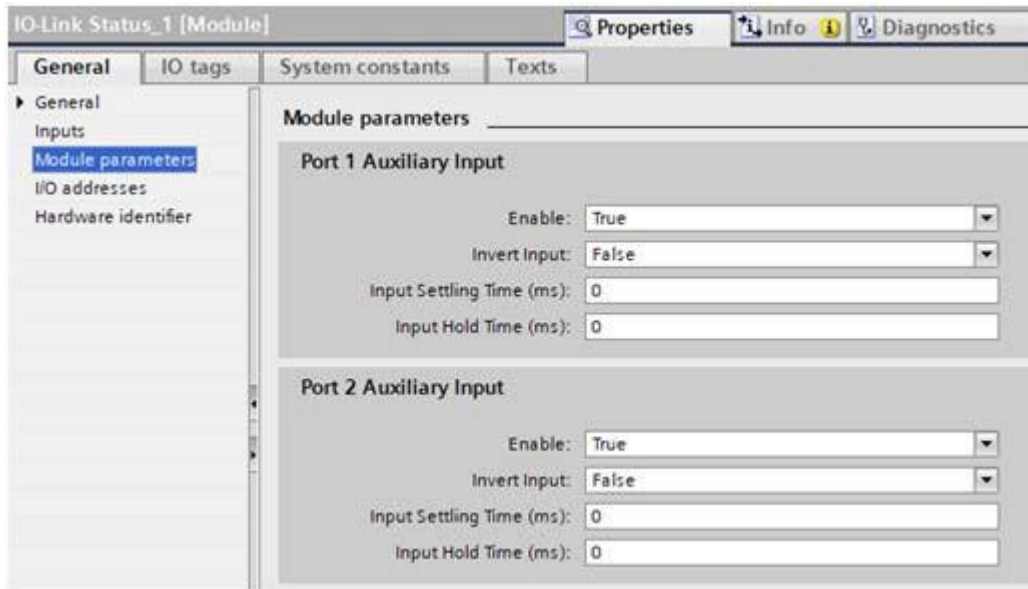 IO-Link Status_1 [Module]
Properties
Info
Diagnostics
General
IO tags
System constants
Texts
General
Inputs
Module parameters
I/O addresses
Hardware identifier
Module parameters
Port 1 Auxiliary Input
Enable: True
Invert Input: False
Input Settling Time (ms): 0
Input Hold Time (ms): 0
Port 2 Auxiliary Input
Enable: True
Invert Input: False
Input Settling Time (ms): 0
Input Hold Time (ms): 0